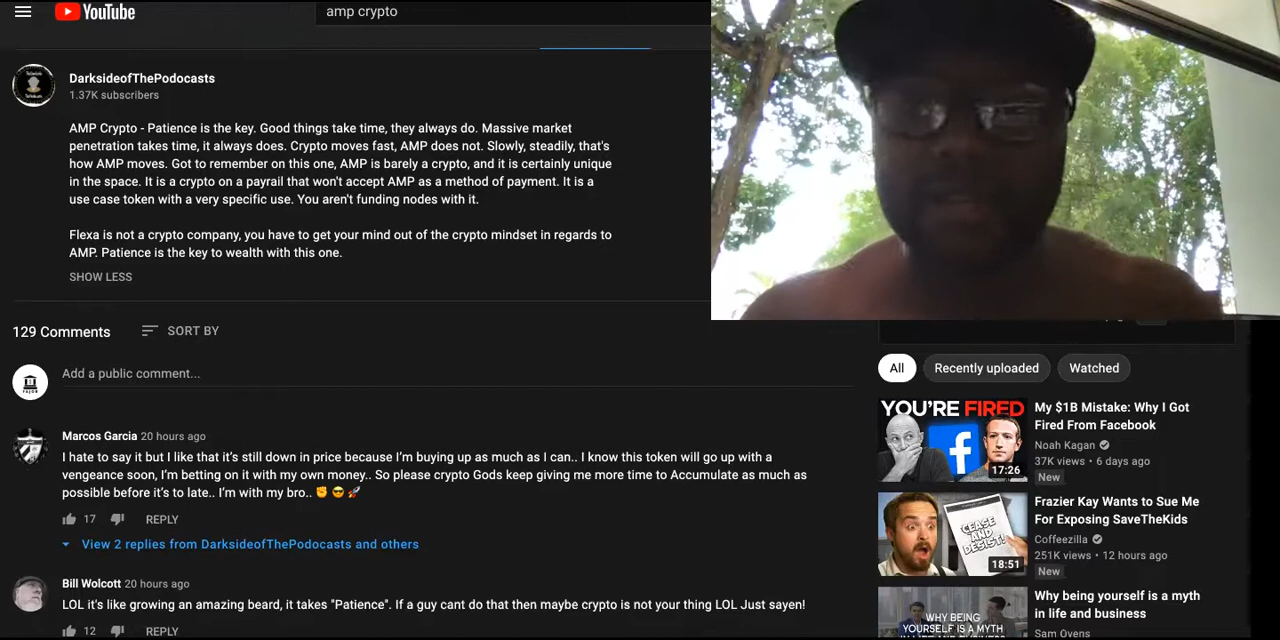 YouTube
amp crypto
DarksideofThePodocasts
1.37K subscribers
AMP Crypto - Patience is the key. Good things take time, they always do. Massive market
penetration takes time, it always does. Crypto moves fast, AMP does not. Slowly, steadily, that's
how AMP moves. Got to remember on this one, AMP is barely a crypto, and it is certainly unique
in the space. It is a crypto on a payrail that won't accept AMP as a method of payment. It is a
use case token with a very specific use. You aren't funding nodes with it.
Flexa is not a crypto company, you have to get your mind out of the crypto mindset in regards to
AMP. Patience is the key to wealth with this one.
SHOW LESS
129 Comments
SORT BY
Add a public comment...
Marcos Garcia 20 hours ago
I hate to say it but I like that it's still down in price because I'm buying up as much as I can.. I know this token will go up with a
vengeance soon, I'm betting on it with my own money.. So please crypto Gods keep giving me more time to Accumulate as much as
possible before it's to late.. I'm with my bro.. ✊ 😎 🚀
17 REPLY
View 2 replies from DarksideofThePodocasts and others
Bill Wolcott 20 hours ago
LOL it's like growing an amazing beard, it takes "Patience". If a guy cant do that then maybe crypto is not your thing LOL Just sayen!
12 REPLY
All
Recently uploaded
Watched
YOU'RE FIRED
17:26
My $1B Mistake: Why I Got
Fired From Facebook
Noah Kagan
37K views • 6 days ago
New
CEASE
AND
DESIST!
18:51
Frazier Kay Wants to Sue Me
For Exposing SaveTheKids
Coffeezilla
251K views • 12 hours ago
New
WHY BEING
YOURSELF IS A MYTH
IN LIFE AND BUSINESS
Why being yourself is a myth
in life and business
Sam Ovens